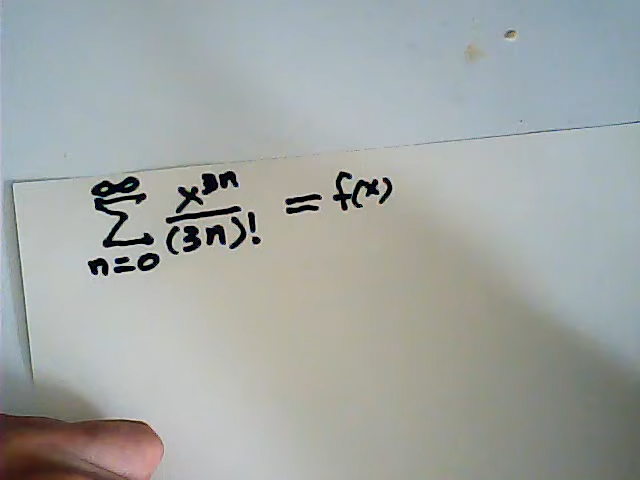 ∞
∑ x^{3n} / (3n)! = f(x)
n=0